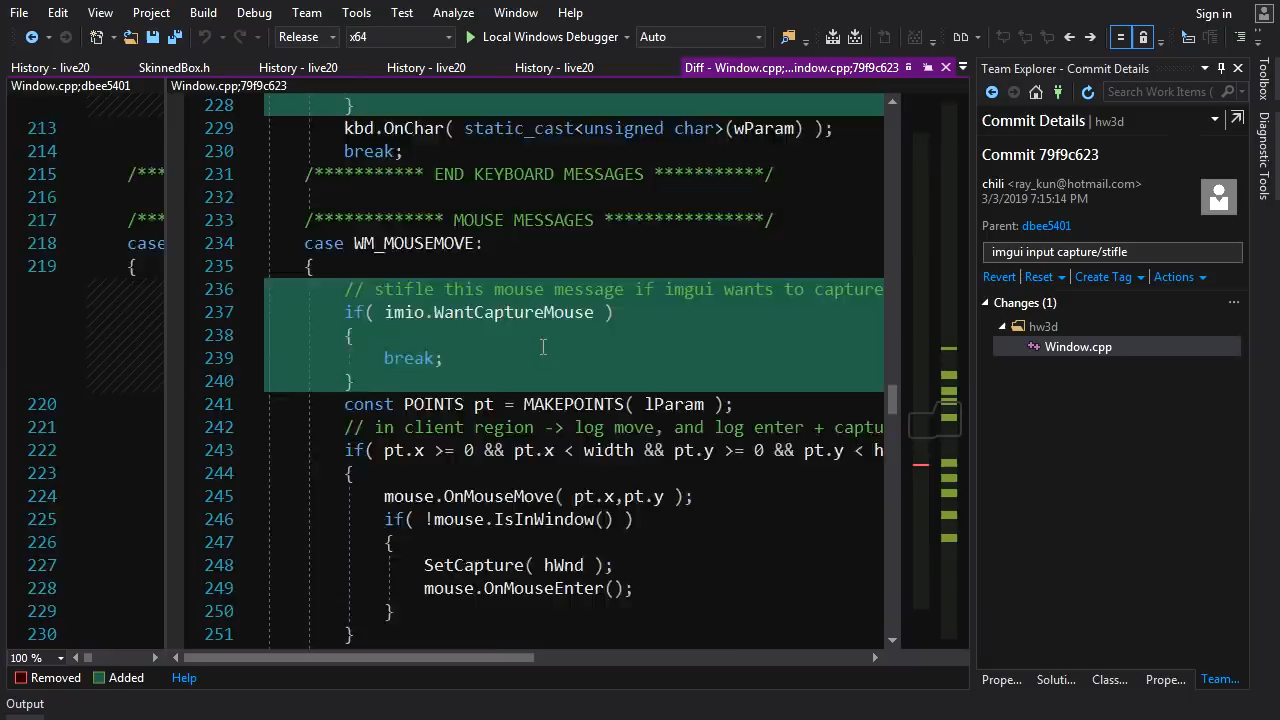 File Edit View Project Build Debug Team Tools Test Analyze Window Help Sign in
Release x64 Local Windows Debugger Auto
History - live20 SkinnedBox.h History - live20 History - live20 History - live20 Diff - Window.cpp;...indow.cpp;79f9c623
Window.cpp;dbee5401 Window.cpp;79f9c623
228 }
213 229 kbd.OnChar( static_cast<unsigned char>(wParam) );
214 230 break;
215 /*** 231 /*********** END KEYBOARD MESSAGES ***********/
216 232
217 /*** 233 /************* MOUSE MESSAGES ****************/
218 case 234 case WM_MOUSEMOVE:
219 { 235 {
236 // stifle this mouse message if imgui wants to capture
237 if( imio.WantCaptureMouse )
238 {
239 break;
240 }
220 241 const POINTS pt = MAKEPOINTS( lParam );
221 242 // in client region -> log move, and log enter + captu
222 243 if( pt.x >= 0 && pt.x < width && pt.y >= 0 && pt.y < h
223 244 {
224 245 mouse.OnMouseMove( pt.x,pt.y );
225 246 if( !mouse.IsInWindow() )
226 247 {
227 248 SetCapture( hWnd );
228 249 mouse.OnMouseEnter();
229 250 }
230 251 }
100 %
Removed Added Help
Output
Team Explorer - Commit Details
Search Work Items (
Commit Details | hw3d
Commit 79f9c623
chili <ray_kun@hotmail.com>
3/3/2019 7:15:14 PM
Parent: dbee5401
imgui input capture/stifle
Revert Reset Create Tag Actions
Changes (1)
hw3d
Window.cpp
Prope... Soluti... Class... Prope... Team...
Toolbox
Diagnostic Tools